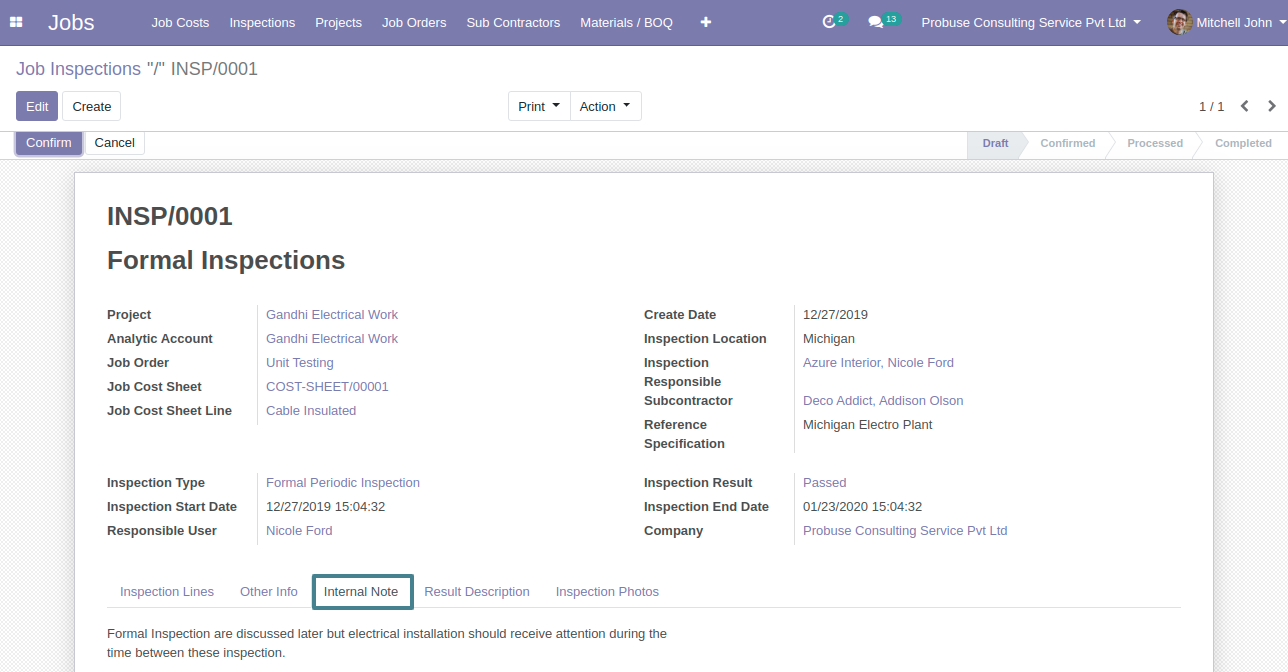 Jobs Job Costs Inspections Projects Job Orders Sub Contractors Materials / BOQ 2 13 Probuse Consulting Service Pvt Ltd Mitchell John
Job Inspections "/" INSP/0001
Edit Create Print Action 1 / 1
Confirm Cancel Draft Confirmed Processed Completed
INSP/0001
Formal Inspections
Project Gandhi Electrical Work
Analytic Account Gandhi Electrical Work
Job Order Unit Testing
Job Cost Sheet COST-SHEET/00001
Job Cost Sheet Line Cable Insulated
Create Date 12/27/2019
Inspection Location Michigan
Inspection Azure Interior, Nicole Ford
Responsible
Subcontractor Deco Addict, Addison Olson
Reference Michigan Electro Plant
Specification
Inspection Type Formal Periodic Inspection
Inspection Start Date 12/27/2019 15:04:32
Responsible User Nicole Ford
Inspection Result Passed
Inspection End Date 01/23/2020 15:04:32
Company Probuse Consulting Service Pvt Ltd
Inspection Lines Other Info Internal Note Result Description Inspection Photos
Formal Inspection are discussed later but electrical installation should receive attention during the
time between these inspection.